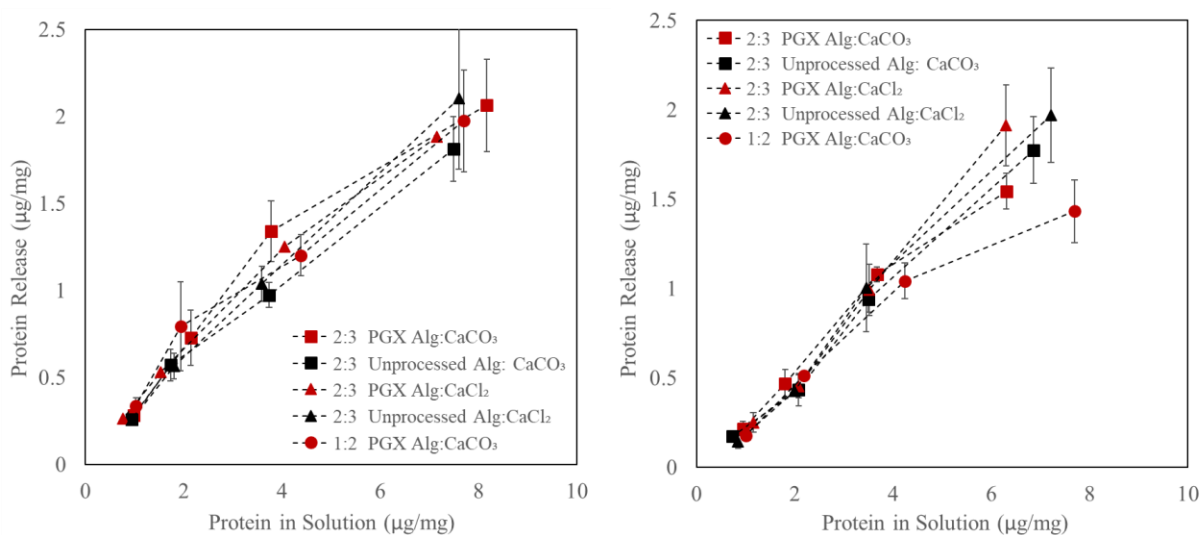 2.5
2
1.5
1
0.5
0
0 2 4 6 8 10
Protein Release (µg/mg)
Protein in Solution (µg/mg)
2:3 PGX Alg:CaCO₃
2:3 Unprocessed Alg: CaCO₃
2:3 PGX Alg:CaCl₂
2:3 Unprocessed Alg:CaCl₂
1:2 PGX Alg:CaCO₃
2.5
2
1.5
1
0.5
0
0 2 4 6 8 10
Protein Release (µg/mg)
Protein in Solution (µg/mg)
2:3 PGX Alg:CaCO₃
2:3 Unprocessed Alg: CaCO₃
2:3 PGX Alg:CaCl₂
2:3 Unprocessed Alg:CaCl₂
1:2 PGX Alg:CaCO₃